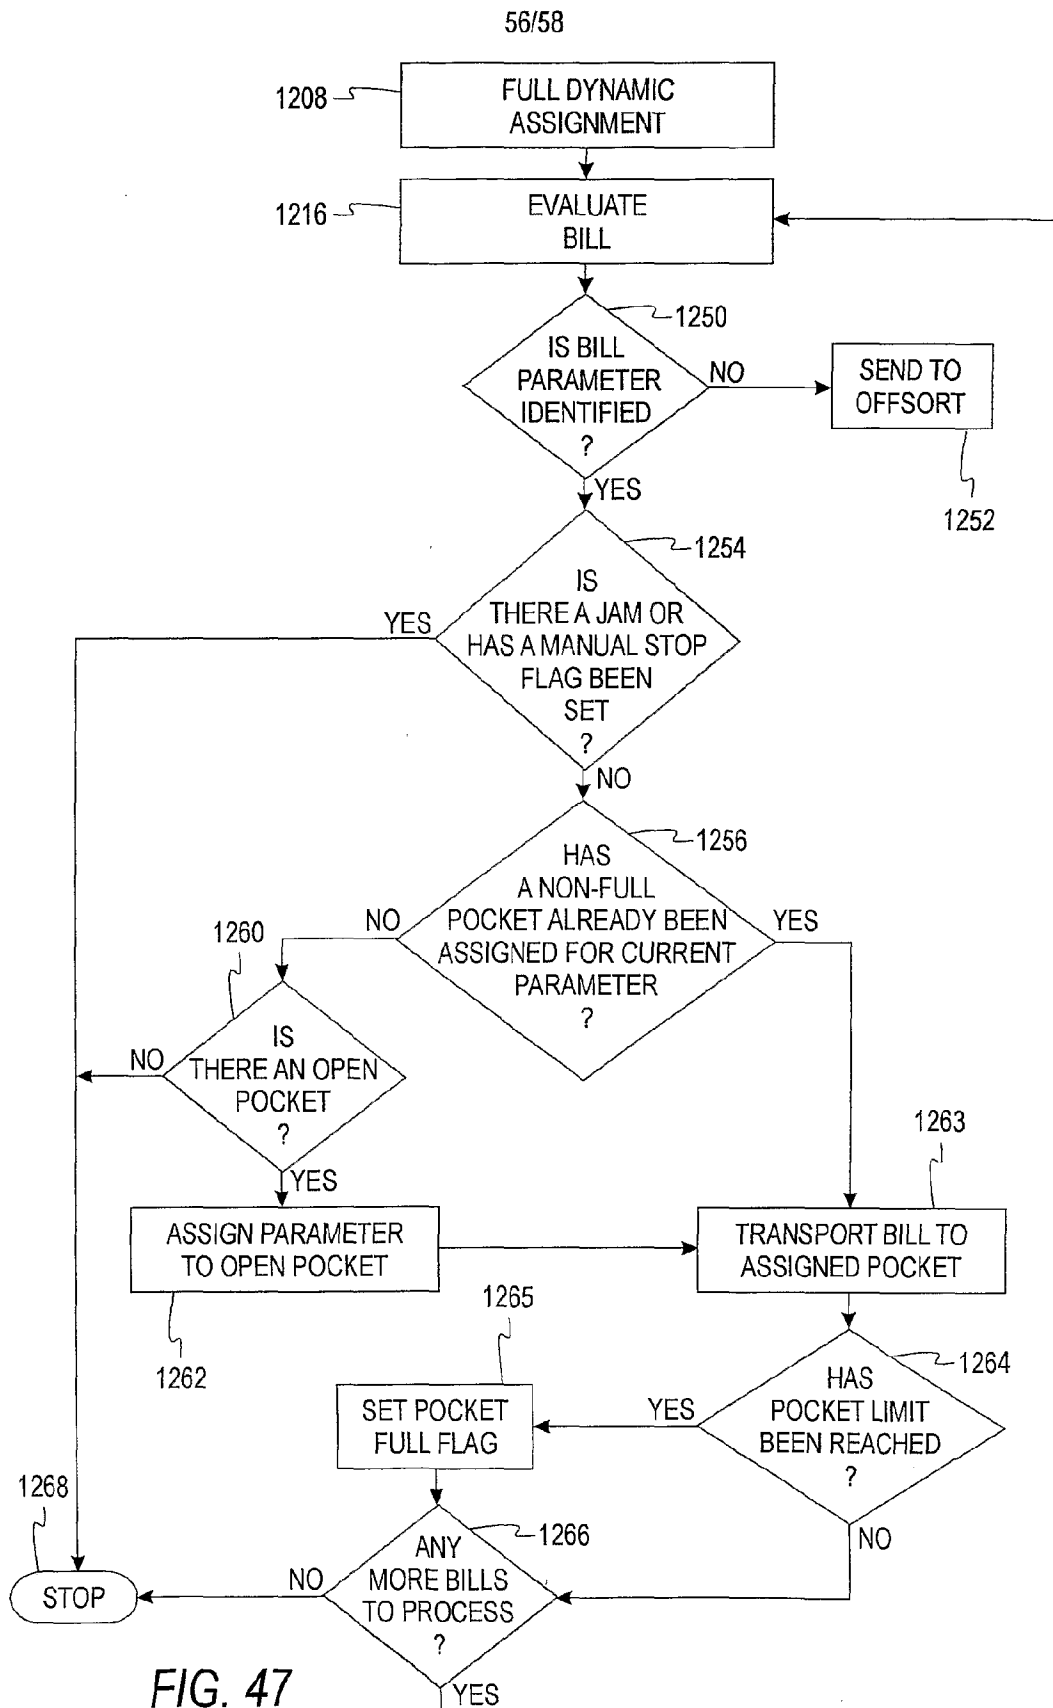 56/58
1208
FULL DYNAMIC
ASSIGNMENT
1216
EVALUATE
BILL
1250
IS BILL
PARAMETER
IDENTIFIED
?
NO
SEND TO
OFFSORT
1252
YES
1254
IS
THERE A JAM OR
HAS A MANUAL STOP
FLAG BEEN
SET
?
YES
NO
1256
HAS
A NON-FULL
POCKET ALREADY BEEN
ASSIGNED FOR CURRENT
PARAMETER
?
NO
YES
1260
IS
THERE AN OPEN
POCKET
?
NO
YES
1263
ASSIGN PARAMETER
TO OPEN POCKET
TRANSPORT BILL TO
ASSIGNED POCKET
1262
1265
1264
HAS
POCKET LIMIT
BEEN REACHED
?
YES
SET POCKET
FULL FLAG
NO
1268
1266
ANY
MORE BILLS
TO PROCESS
?
NO
STOP
YES
FIG. 47